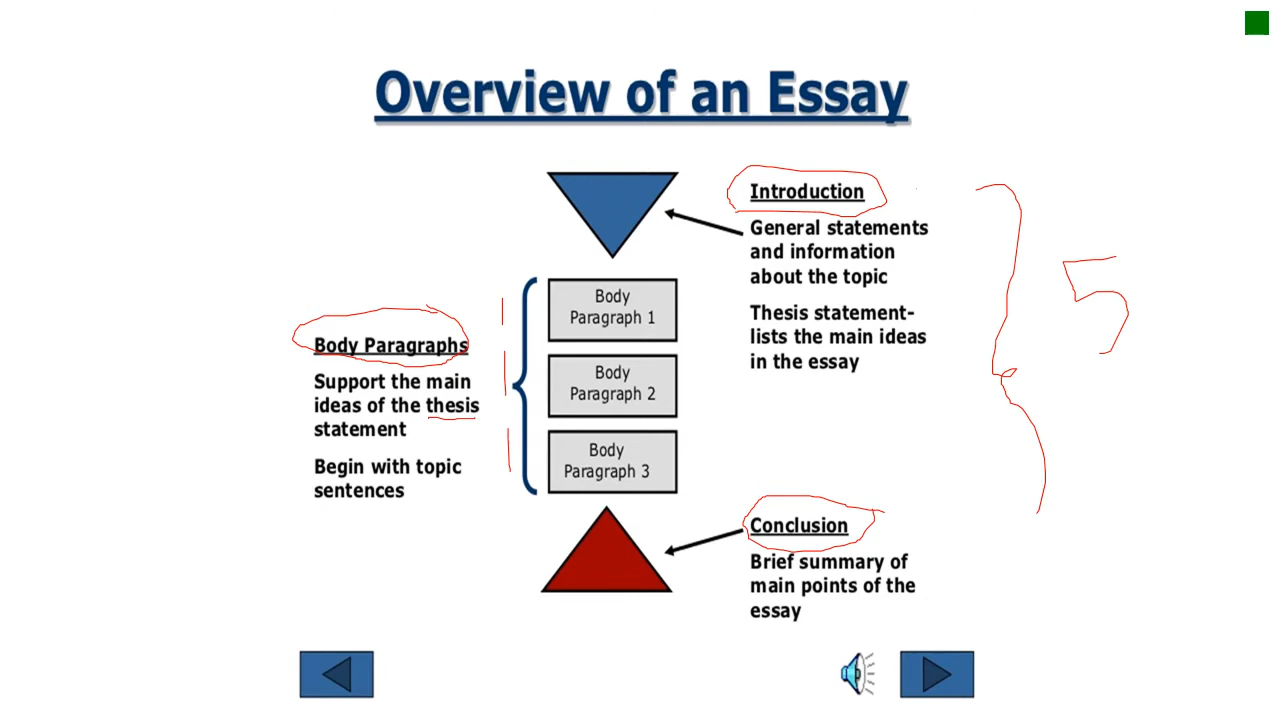 Overview of an Essay
Introduction
General statements
and information
about the topic
Thesis statement-
lists the main ideas
in the essay
5
Body
Paragraph 1
Body
Paragraph 2
Body
Paragraph 3
Body Paragraphs
Support the main
ideas of the thesis
statement
Begin with topic
sentences
Conclusion
Brief summary of
main points of the
essay